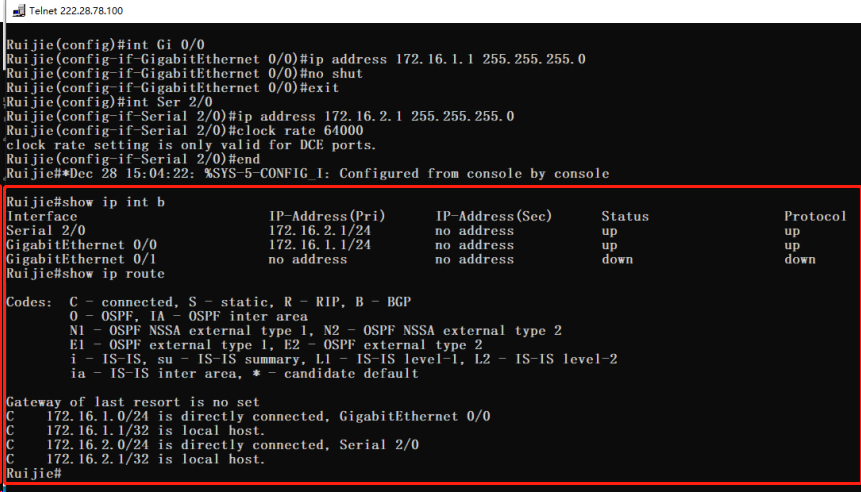 Telnet 222.28.78.100
Ruijie(config)#int Gi 0/0
Ruijie(config-if-GigabitEthernet 0/0)#ip address 172.16.1.1 255.255.255.0
Ruijie(config-if-GigabitEthernet 0/0)#no shut
Ruijie(config-if-GigabitEthernet 0/0)#exit
Ruijie(config)#int Ser 2/0
Ruijie(config-if-Serial 2/0)#ip address 172.16.2.1 255.255.255.0
Ruijie(config-if-Serial 2/0)#clock rate 64000
clock rate setting is only valid for DCE ports.
Ruijie(config-if-Serial 2/0)#end
Ruijie#*Dec 28 15:04:22: %SYS-5-CONFIG_I: Configured from console by console
Ruijie#show ip int b
Interface IP-Address(Pri) IP-Address(Sec) Status Protocol
Serial 2/0 172.16.2.1/24 no address up up
GigabitEthernet 0/0 172.16.1.1/24 no address up up
GigabitEthernet 0/1 no address no address down down
Ruijie#show ip route
Codes: C - connected, S - static, R - RIP, B - BGP
O - OSPF, IA - OSPF inter area
N1 - OSPF NSSA external type 1, N2 - OSPF NSSA external type 2
E1 - OSPF external type 1, E2 - OSPF external type 2
i - IS-IS, su - IS-IS summary, L1 - IS-IS level-1, L2 - IS-IS level-2
ia - IS-IS inter area, * - candidate default
Gateway of last resort is no set
C 172.16.1.0/24 is directly connected, GigabitEthernet 0/0
C 172.16.1.1/32 is local host.
C 172.16.2.0/24 is directly connected, Serial 2/0
C 172.16.2.1/32 is local host.
Ruijie#